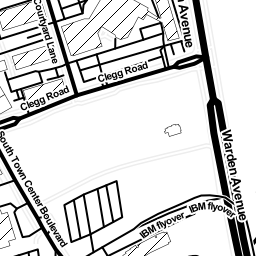 Courtyard Lane
Avenue
Clegg Road
Clegg Road
Warden Avenue
South Town Center Boulevard
IBM flyover
IBM flyover